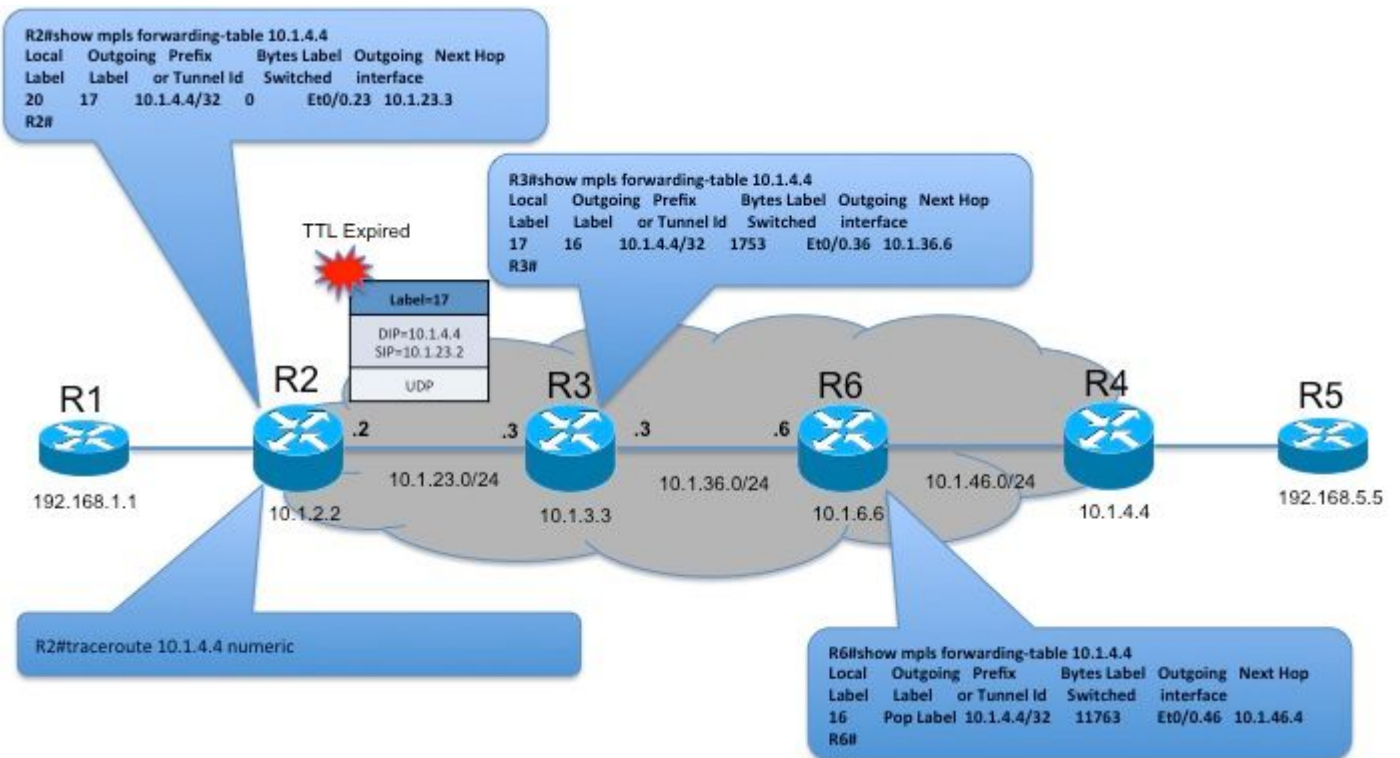 R2#show mpls forwarding-table 10.1.4.4
Local Outgoing Prefix Bytes Label Outgoing Next Hop
Label Label or Tunnel Id Switched interface
20 17 10.1.4.4/32 0 Et0/0.23 10.1.23.3
R2#
R3#show mpls forwarding-table 10.1.4.4
Local Outgoing Prefix Bytes Label Outgoing Next Hop
Label Label or Tunnel Id Switched interface
17 16 10.1.4.4/32 1753 Et0/0.36 10.1.36.6
R3#
TTL Expired
Label=17
DIP=10.1.4.4
SIP=10.1.23.2
UDP
R1
R2
R3
R6
R4
R5
.2
.3
.3
.6
10.1.23.0/24
10.1.36.0/24
10.1.46.0/24
192.168.1.1
10.1.2.2
10.1.3.3
10.1.6.6
10.1.4.4
192.168.5.5
R2#traceroute 10.1.4.4 numeric
R6#show mpls forwarding-table 10.1.4.4
Local Outgoing Prefix Bytes Label Outgoing Next Hop
Label Label or Tunnel Id Switched interface
16 Pop Label 10.1.4.4/32 11763 Et0/0.46 10.1.46.4
R6#